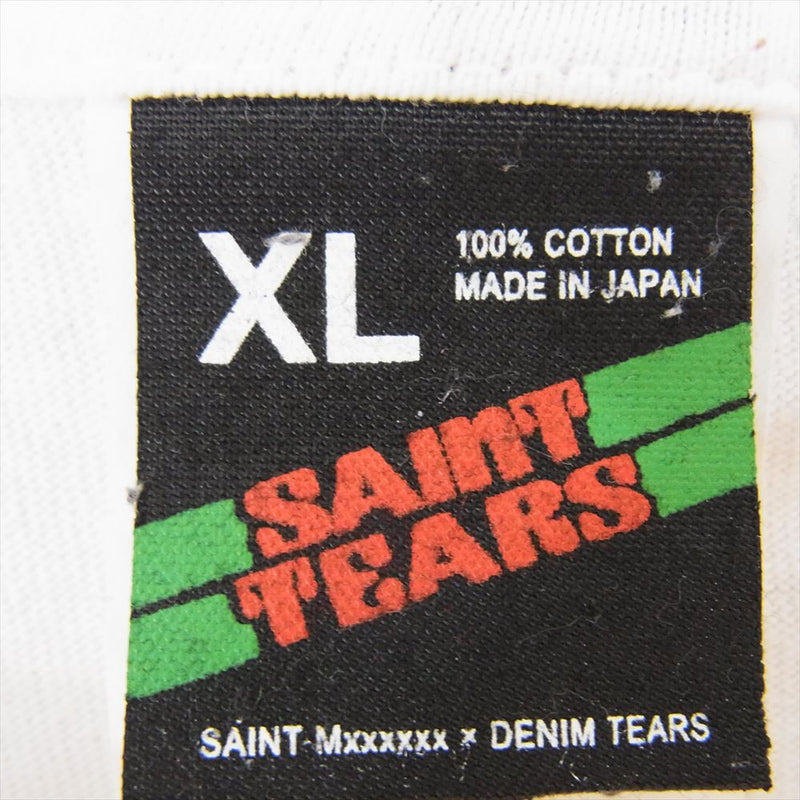 XL
100% COTTON
MADE IN JAPAN
SAINT
TEARS
SAINT Mxxxxxx × DENIM TEARS